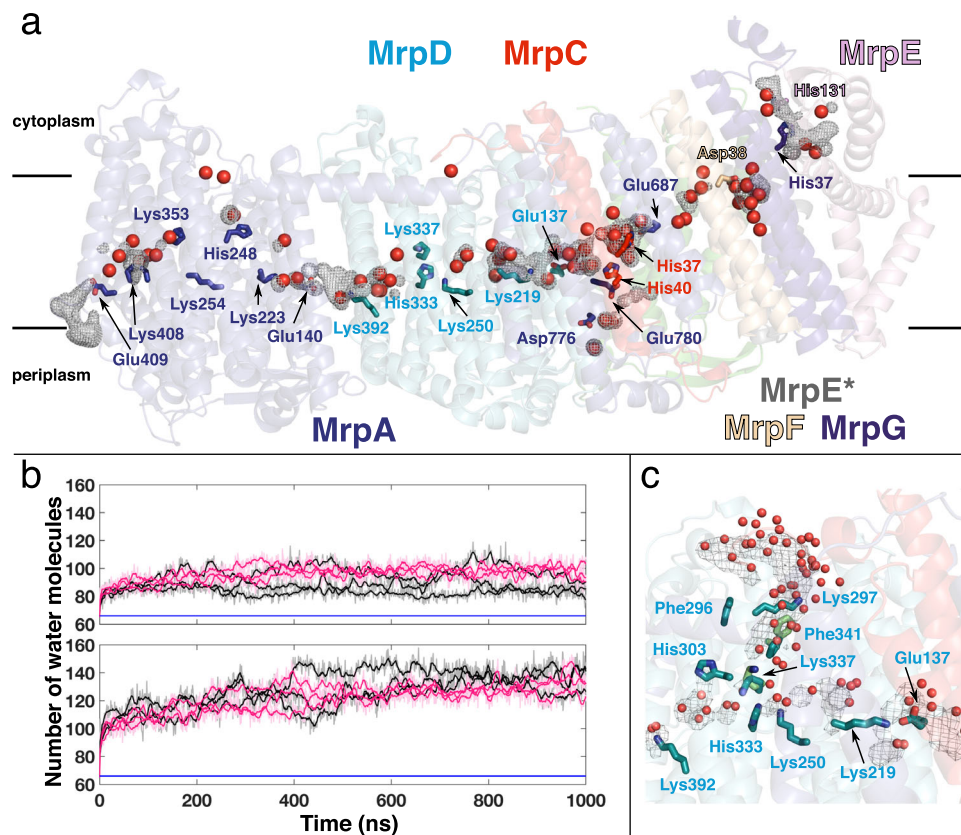 a
MrpD
MrpC
MrpE
cytoplasm
His131
Asp38
His37
Glu687
Lys353
Lys337
Glu137
His248
His37
His40
Lys254
Lys223
His333
Lys219
Lys408
Glu140
Lys392
Lys250
Asp776
Glu780
Glu409
periplasm
MrpE*
MrpA
MrpF MrpG
b
Number of water molecules
160
140
120
100
80
60
160
140
120
100
80
60
0 200 400 600 800 1000
Time (ns)
c
Phe296
Lys297
Phe341
His303
Lys337
Glu137
His333
Lys250
Lys219
Lys392